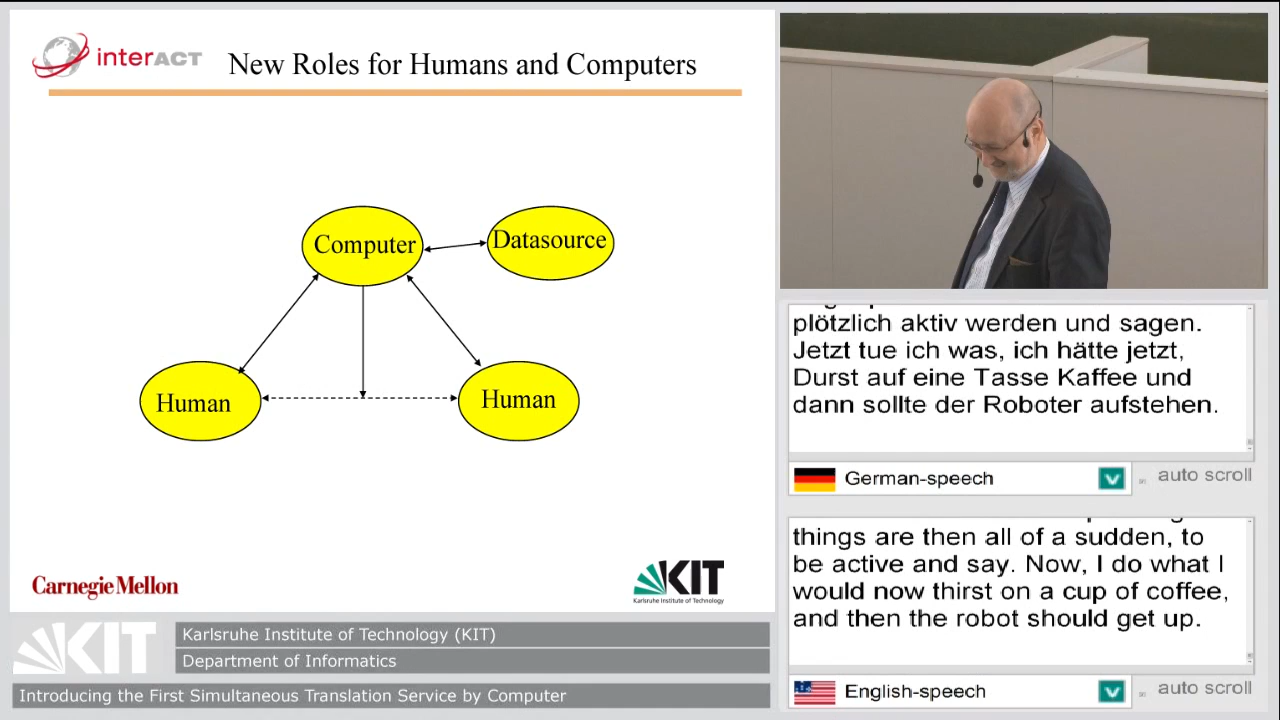 interACT
New Roles for Humans and Computers
Computer
Datasource
Human
Human
Carnegie Mellon
KIT
Karlsruhe Institute of Technology
plötzlich aktiv werden und sagen.
Jetzt tue ich was, ich hätte jetzt,
Durst auf eine Tasse Kaffee und
dann sollte der Roboter aufstehen.
German-speech
auto scroll
things are then all of a sudden, to
be active and say. Now, I do what I
would now thirst on a cup of coffee,
and then the robot should get up.
English-speech
auto scroll
KIT
Karlsruhe Institute of Technology (KIT)
Department of Informatics
Introducing the First Simultaneous Translation Service by Computer